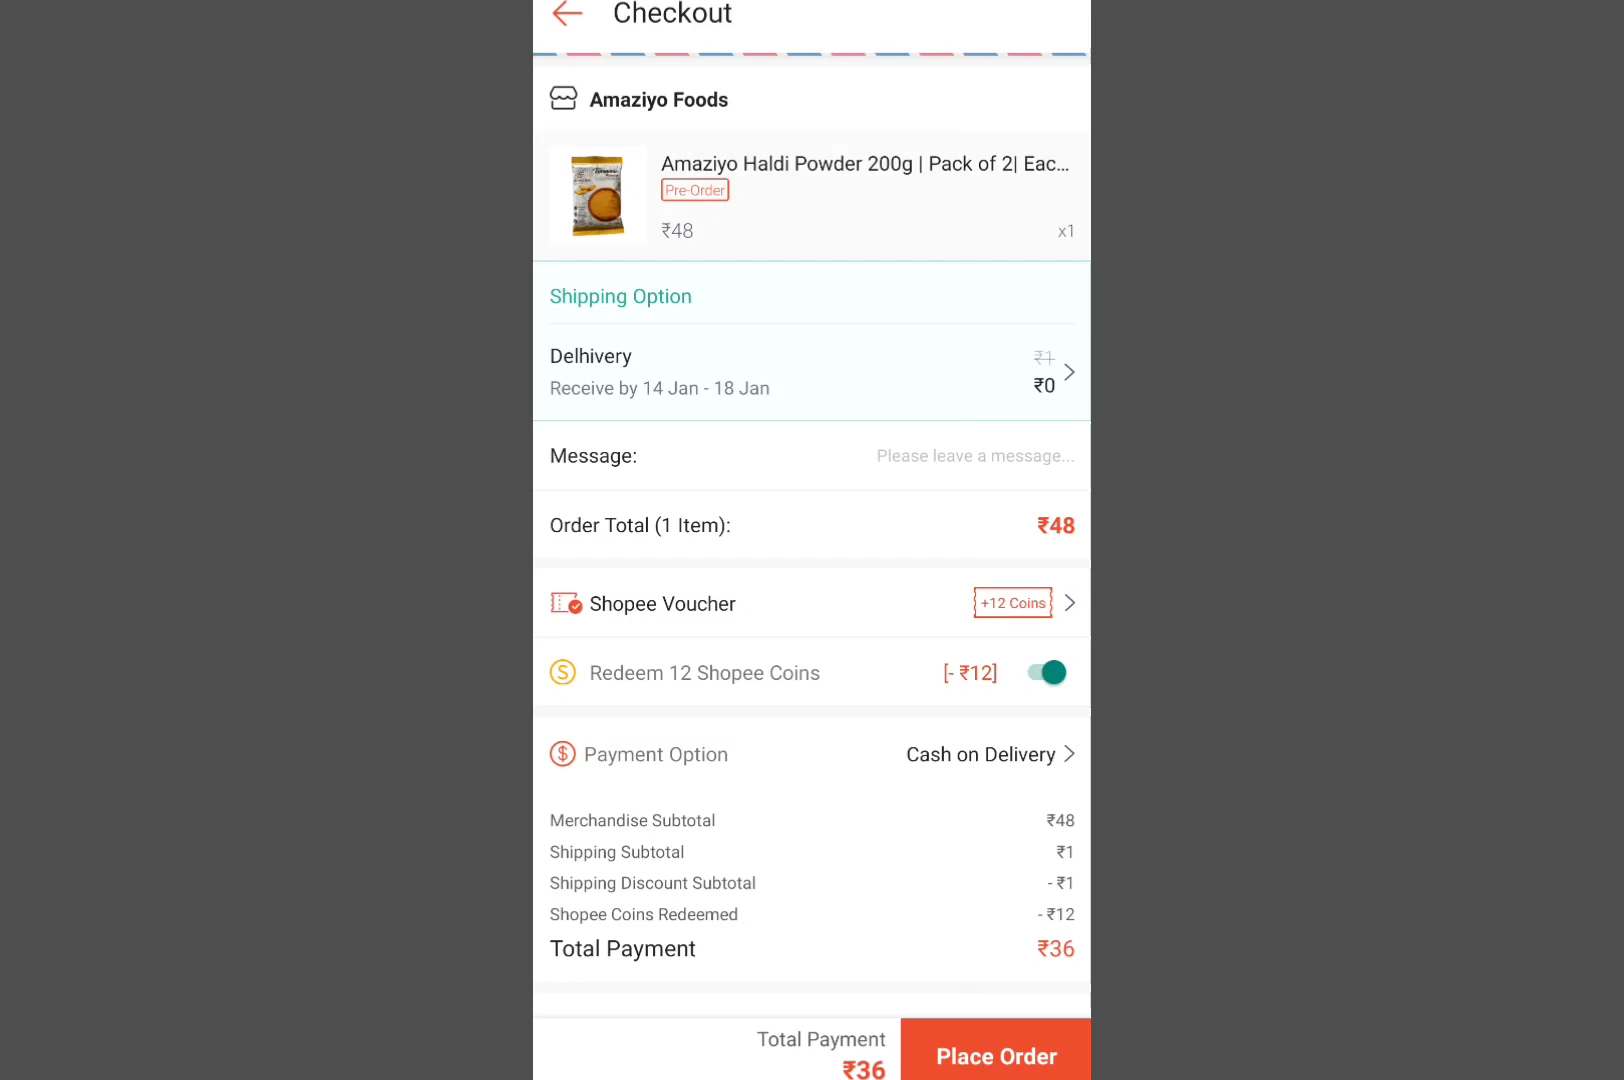 Checkout
Amaziyo Foods
Amaziyo Haldi Powder 200g | Pack of 2| Eac...
Pre-Order
₹48 x1
Shipping Option
Delhivery ₹1
Receive by 14 Jan - 18 Jan ₹0
Message: Please leave a message...
Order Total (1 Item): ₹48
Shopee Voucher +12 Coins
Redeem 12 Shopee Coins [- ₹12]
Payment Option Cash on Delivery
Merchandise Subtotal ₹48
Shipping Subtotal ₹1
Shipping Discount Subtotal - ₹1
Shopee Coins Redeemed - ₹12
Total Payment ₹36
Total Payment
₹36
Place Order